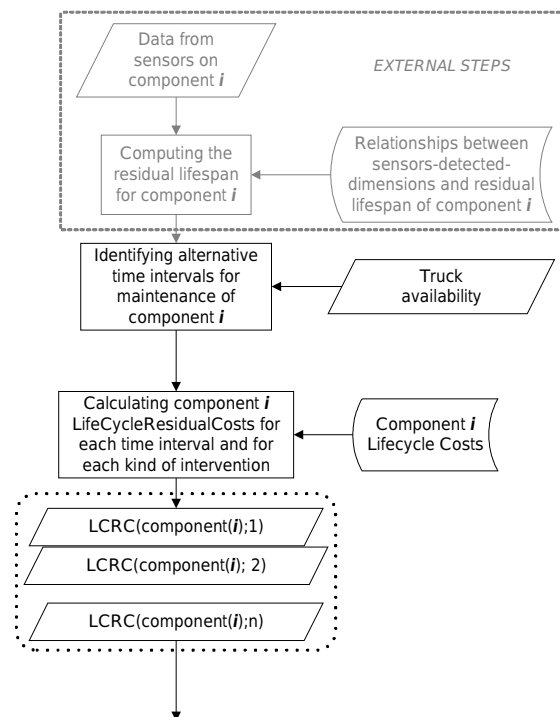 Data from
sensors on
component i
EXTERNAL STEPS
Computing the
residual lifespan
for component i
Relationships between
sensors-detected-
dimensions and residual
lifespan of component i
Identifying alternative
time intervals for
maintenance of
component i
Truck
availability
Calculating component i
LifeCycleResidualCosts for
each time interval and for
each kind of intervention
Component i
Lifecycle Costs
LCRC(component(i);1)
LCRC(component(i); 2)
LCRC(component(i);n)